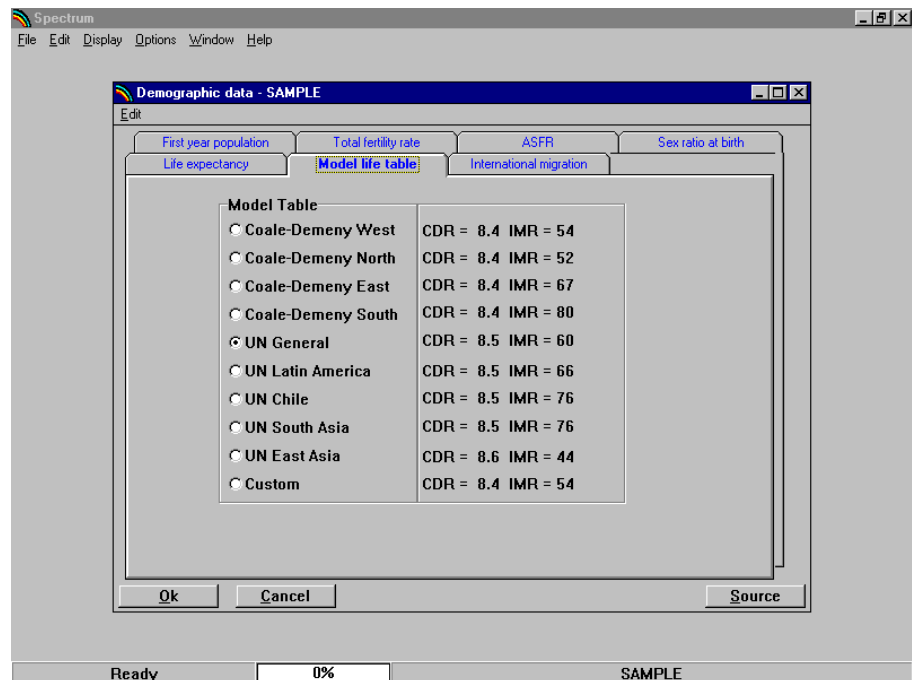 Spectrum
File Edit Display Options Window Help
Demographic data - SAMPLE
Edit
First year population Total fertility rate ASFR Sex ratio at birth
Life expectancy Model life table International migration
Model Table
Coale-Demeny West CDR = 8.4 IMR = 54
Coale-Demeny North CDR = 8.4 IMR = 52
Coale-Demeny East CDR = 8.4 IMR = 67
Coale-Demeny South CDR = 8.4 IMR = 80
UN General CDR = 8.5 IMR = 60
UN Latin America CDR = 8.5 IMR = 66
UN Chile CDR = 8.5 IMR = 76
UN South Asia CDR = 8.5 IMR = 76
UN East Asia CDR = 8.6 IMR = 44
Custom CDR = 8.4 IMR = 54
Ok Cancel Source
Ready 0% SAMPLE